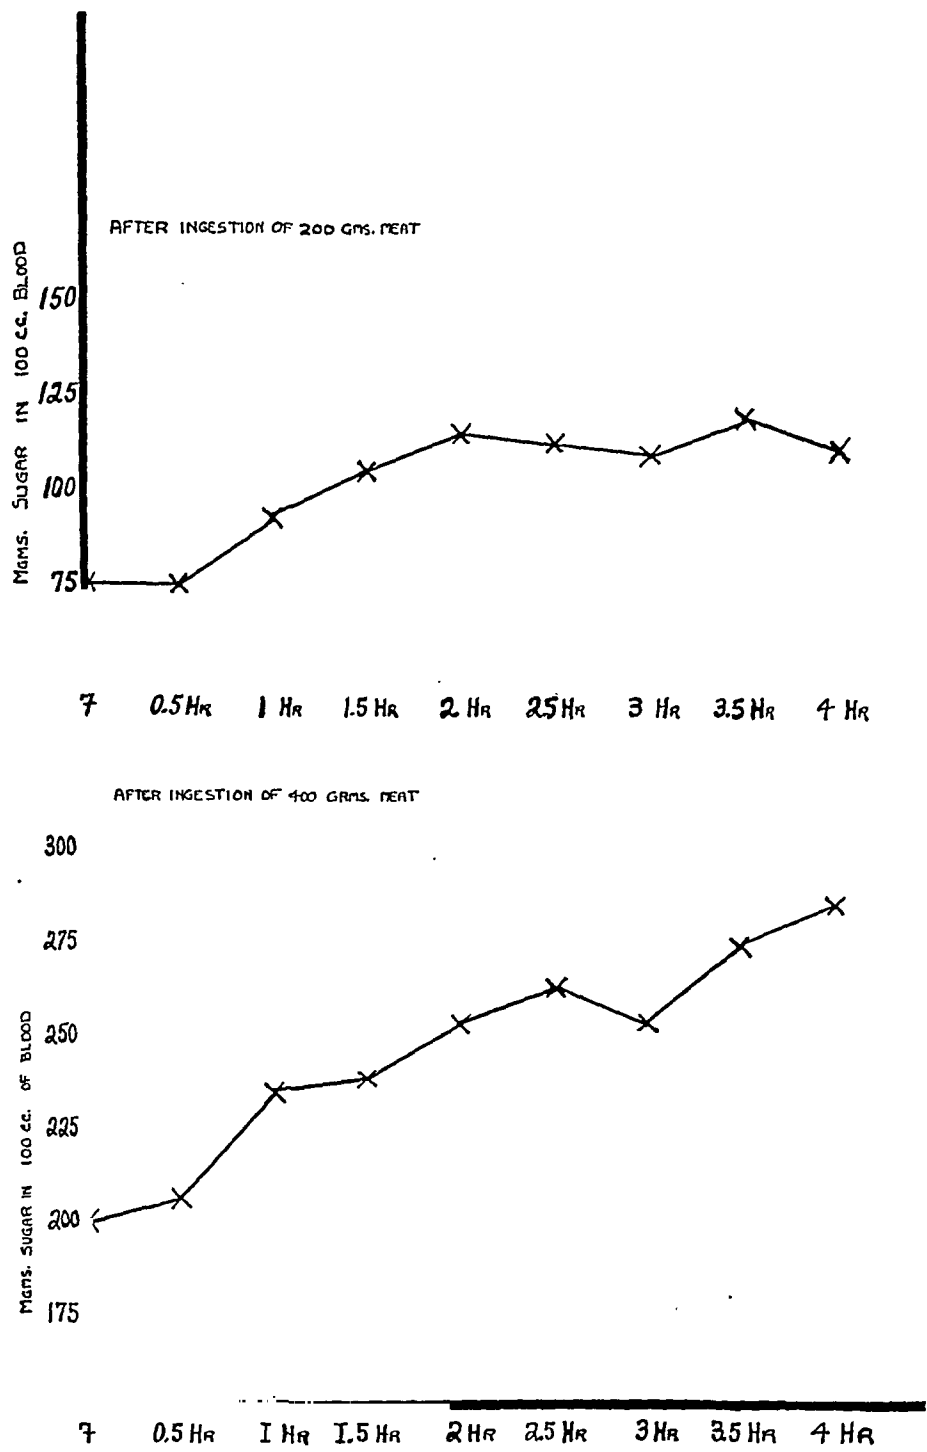 AFTER INGESTION OF 200 GMS. MEAT
MGMS. SUGAR IN 100 CC. BLOOD
150
125
100
75
7 0.5 HR 1 HR 1.5 HR 2 HR 2.5 HR 3 HR 3.5 HR 4 HR
AFTER INGESTION OF 400 GRMS. MEAT
MGMS. SUGAR IN 100 CC. OF BLOOD
300
275
250
225
200
175
7 0.5 HR 1 HR 1.5 HR 2 HR 2.5 HR 3 HR 3.5 HR 4 HR